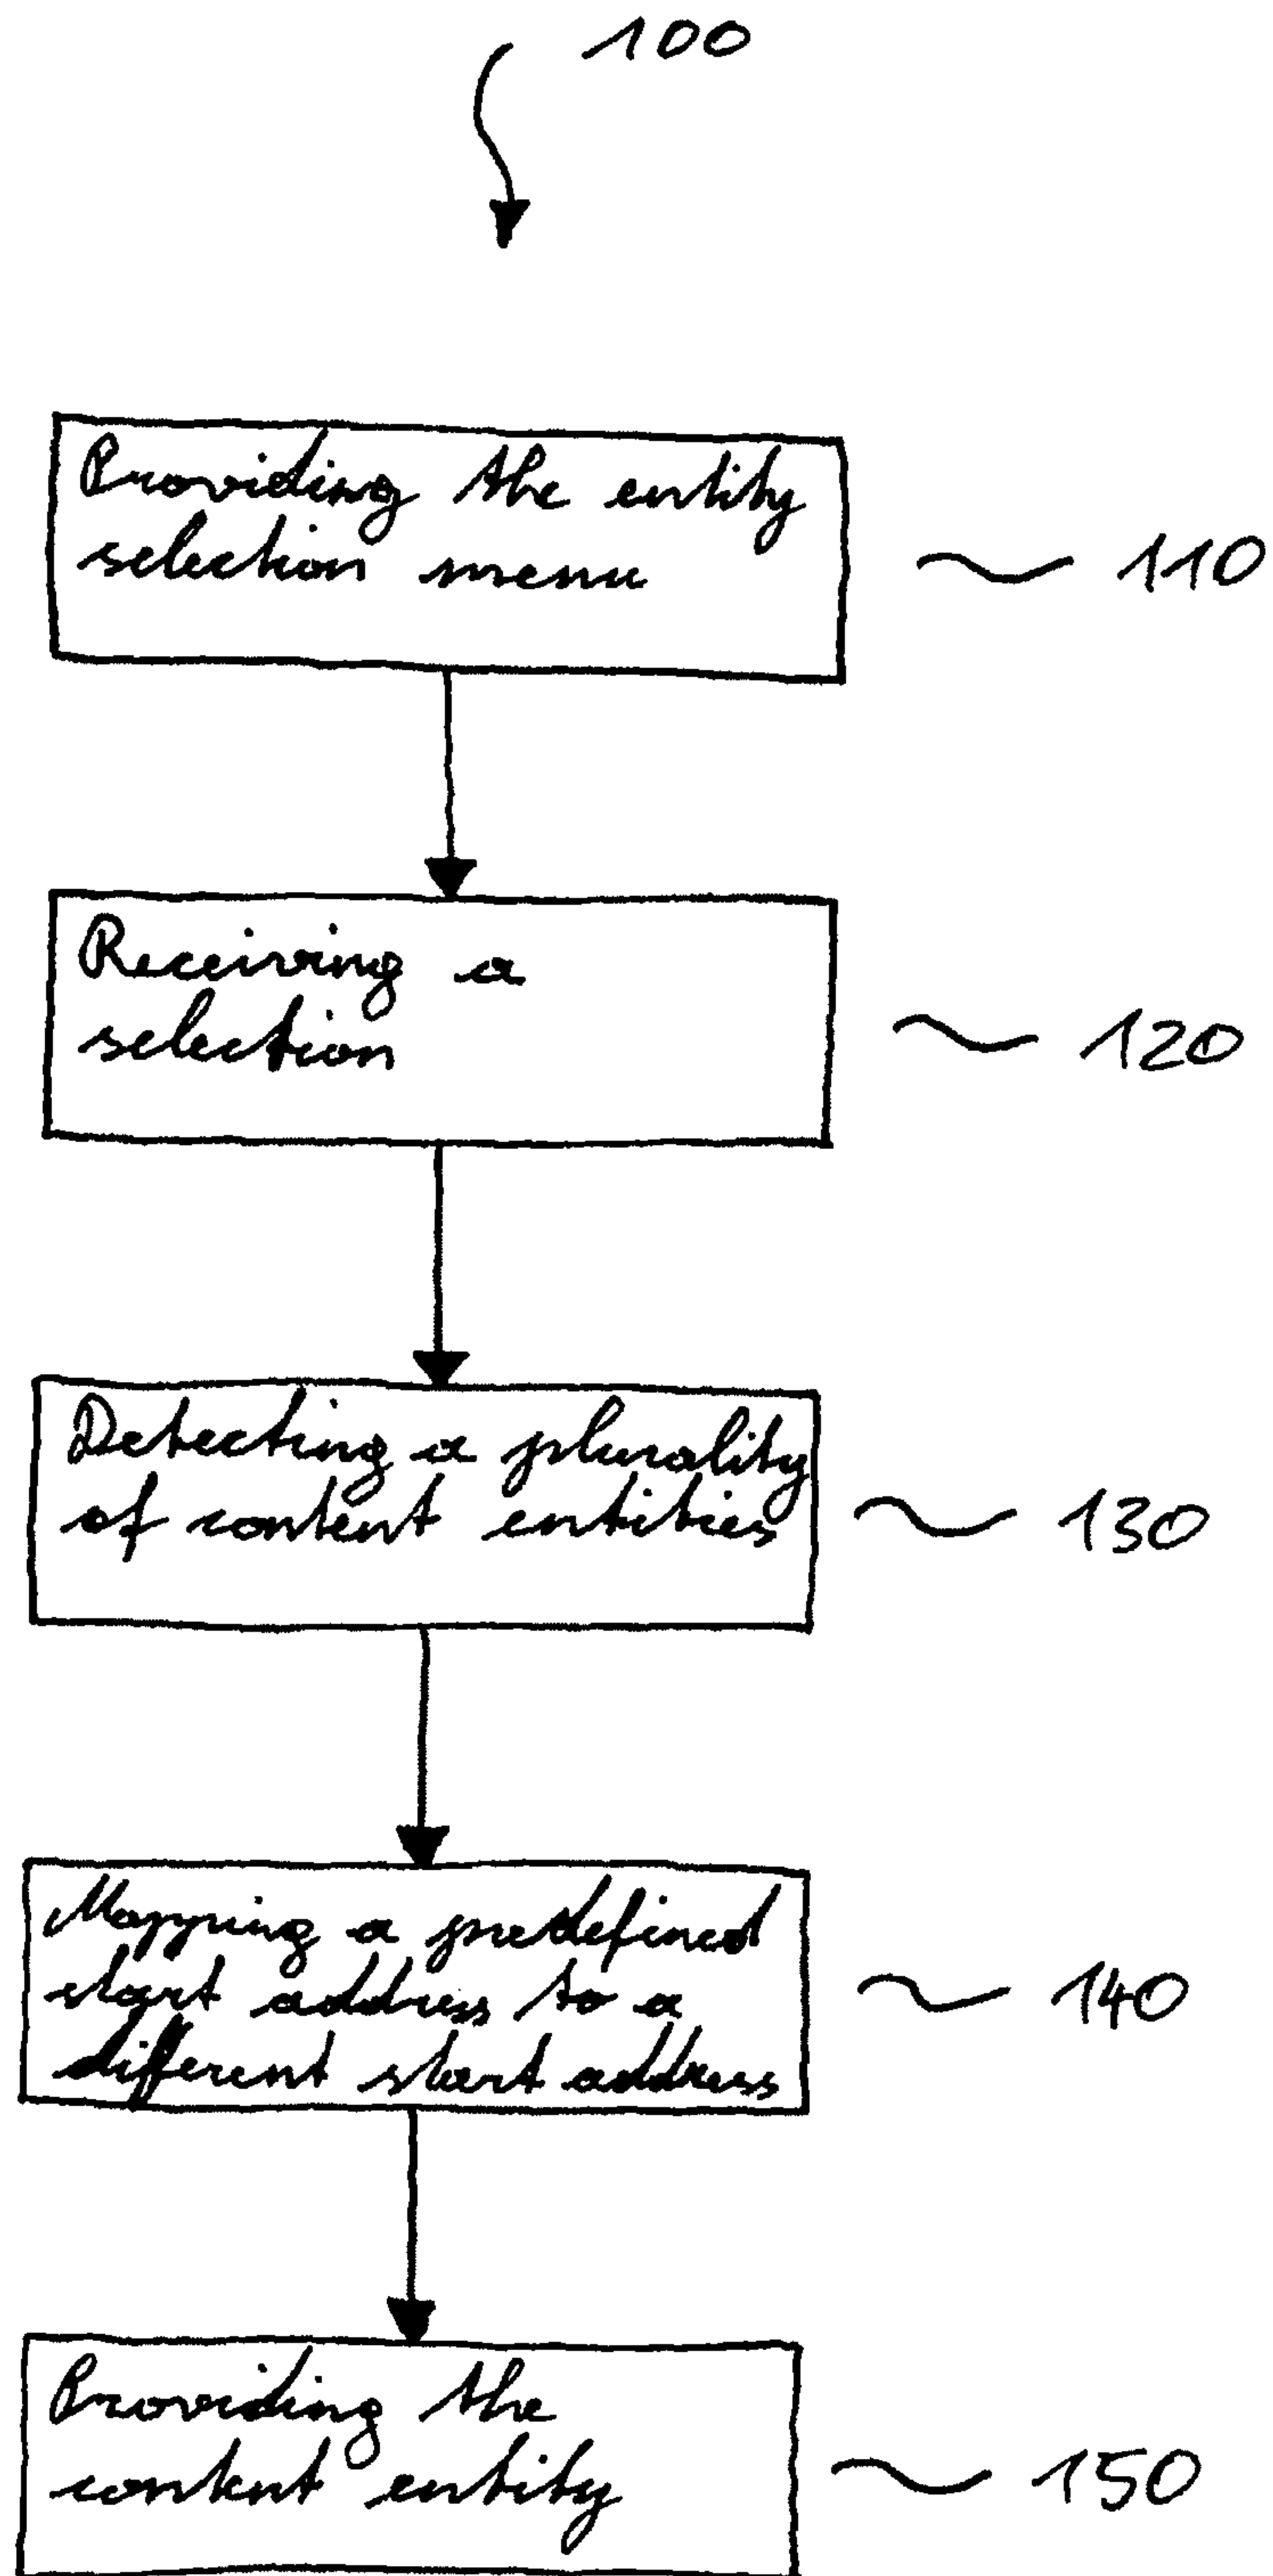 100
Providing the entity
selection menu
110
Receiving a
selection
120
Detecting a plurality
of content entities
130
Mapping a predefined
start address to a
different start address
140
Providing the
content entity
150